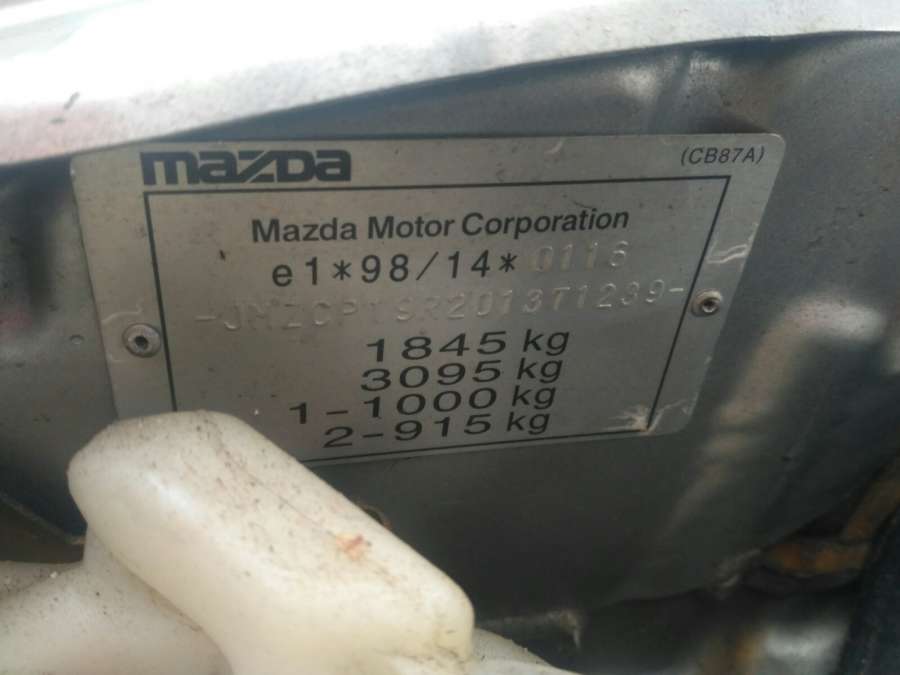 mazda
(CB87A)
Mazda Motor Corporation
e1*98/14*0116
-JMZCP19R201371239-
1845 kg
3095 kg
1-1000 kg
2-915 kg